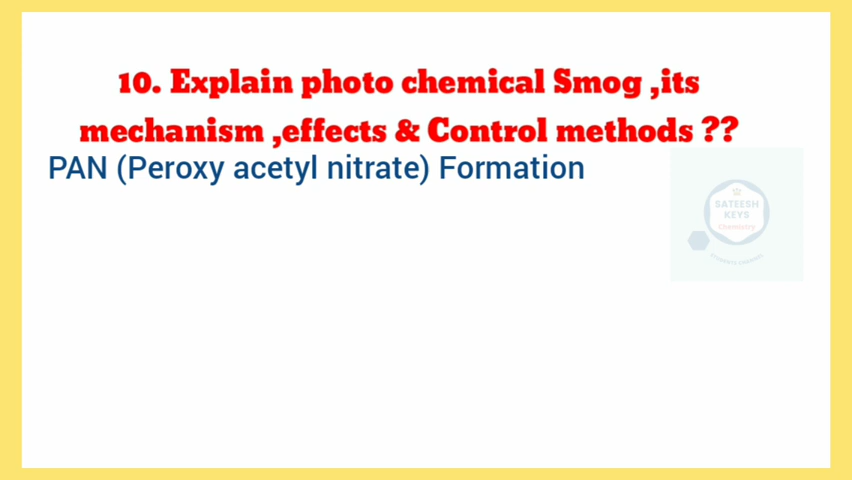 10. Explain photo chemical Smog ,its
mechanism ,effects & Control methods ??
PAN (Peroxy acetyl nitrate) Formation
SATEESH
KEYS
Chemistry